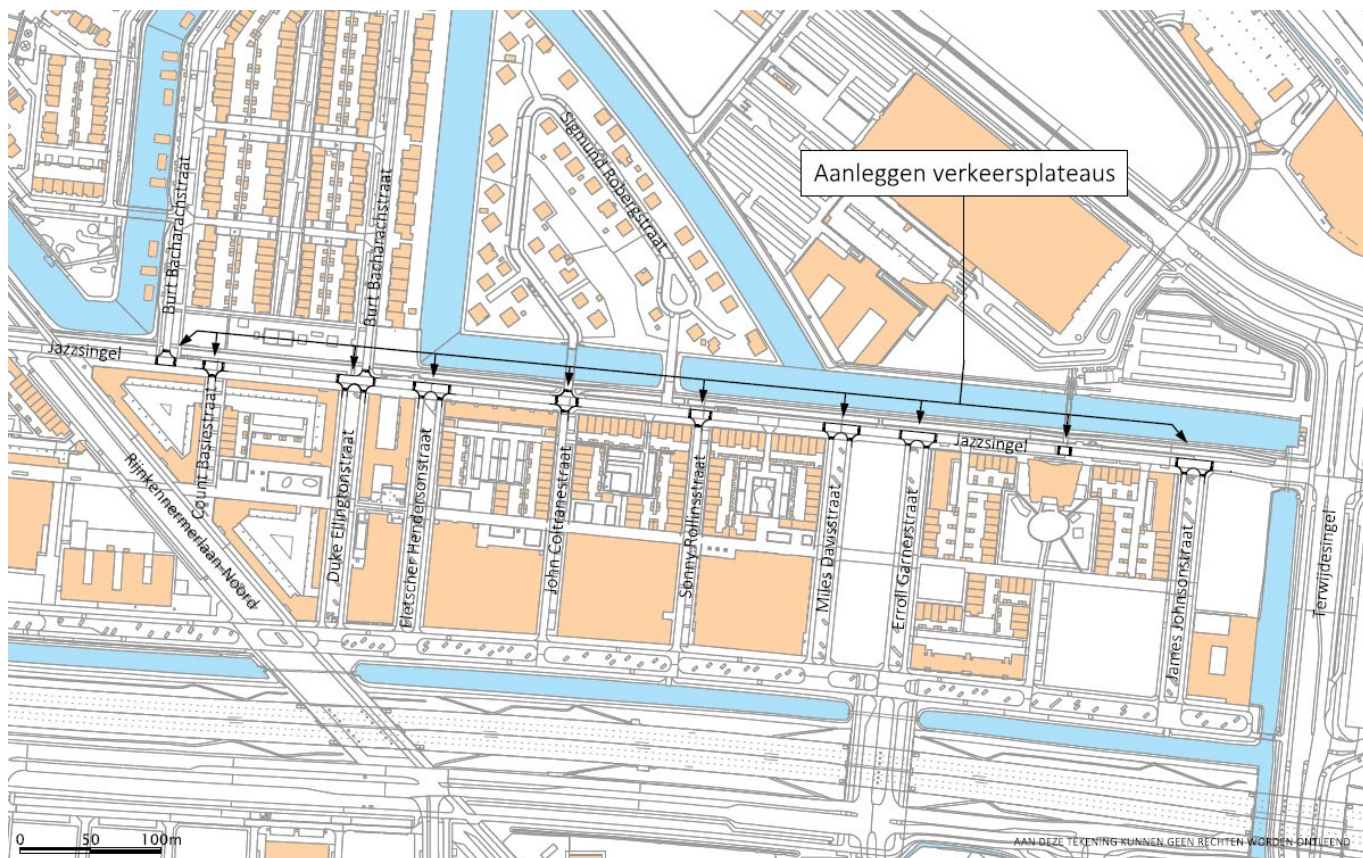 Sigmund Robergstraat
Aanleggen verkeersplateaus
Burt Bacharachstraat
Burt Bacharachstraat
Jazzsingel
Jazzsingel
Count Basiestraat
Rijnkennermerlaan-Noord
Duke Ellingtonstraat
Fletscher Hendersonstraat
John Coltranestraat
Sonny Rollinsstraat
Miles Davisstraat
Erroll Garnerstraat
James Johnsonstraat
Terwijdesingel
0 50 100m
AAN DEZE TEKENING KUNNEN GEEN RECHTEN WORDEN ONTLEEND